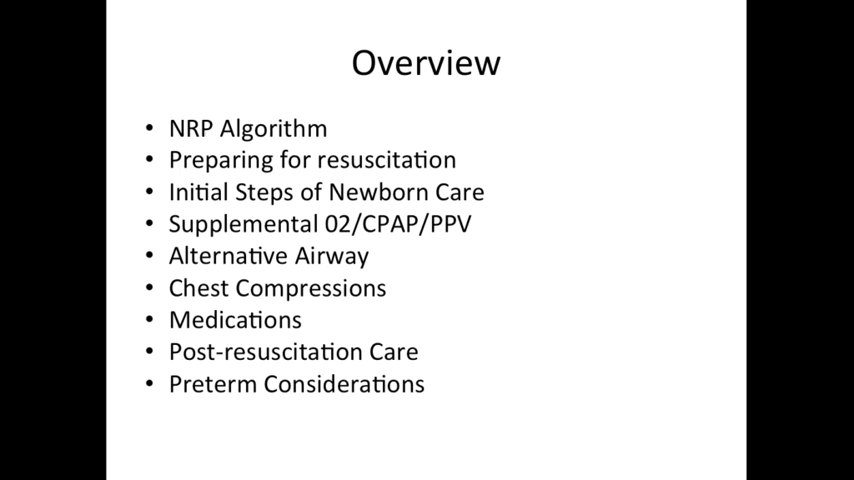 Overview
• NRP Algorithm
• Preparing for resuscitation
• Initial Steps of Newborn Care
• Supplemental 02/CPAP/PPV
• Alternative Airway
• Chest Compressions
• Medications
• Post-resuscitation Care
• Preterm Considerations